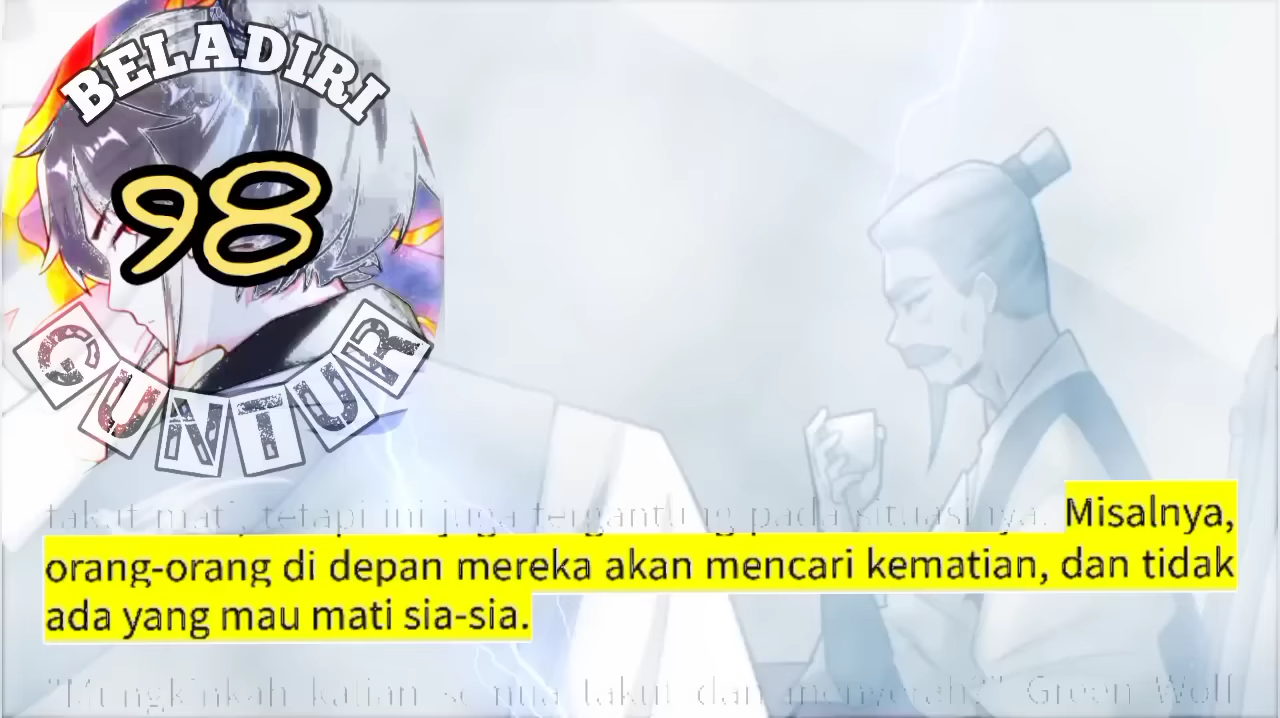 BELADIRI
98
GUNTUR
takut mati, tetapi ini juga tergantung pada situasinya. Misalnya,
orang-orang di depan mereka akan mencari kematian, dan tidak
ada yang mau mati sia-sia.
"Mungkinkah kalian semua takut dan menyerah?" Green Wolf